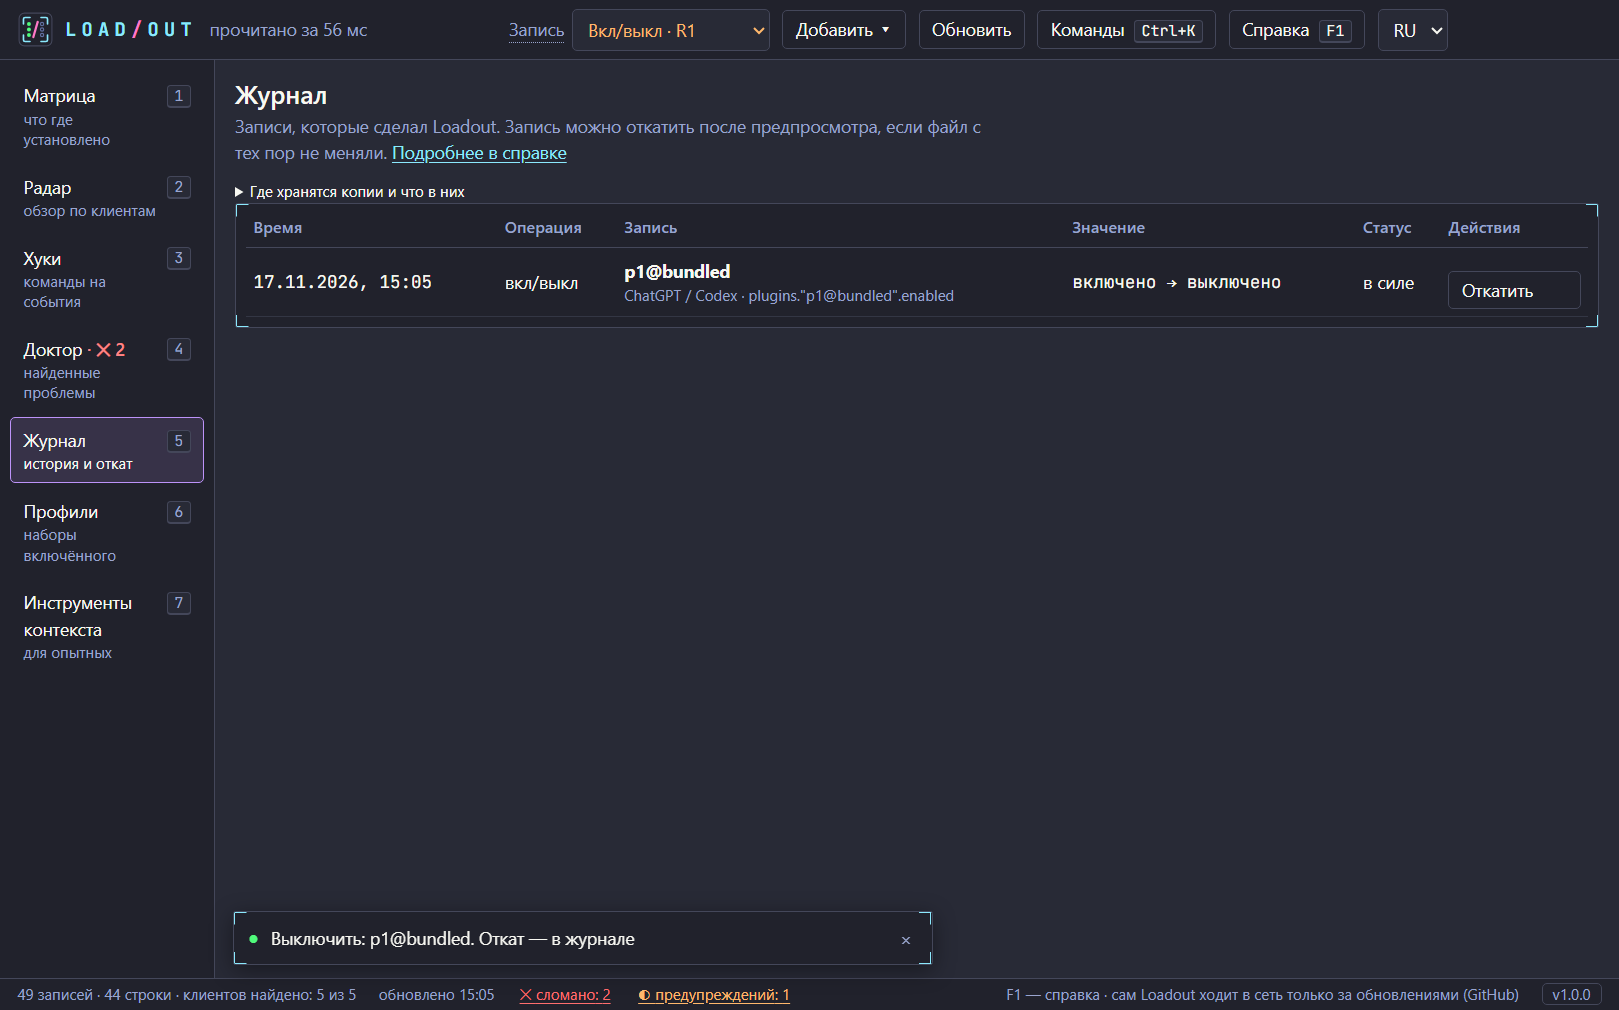 LOAD/OUT прочитано за 56 мс Запись Вкл/выкл · R1 Добавить Обновить Команды Ctrl+K Справка F1 RU
Матрица 1
что где
установлено
Радар 2
обзор по клиентам
Хуки 3
команды на
события
Доктор · ✕ 2 4
найденные
проблемы
Журнал 5
история и откат
Профили 6
наборы
включённого
Инструменты 7
контекста
для опытных
Журнал
Записи, которые сделал Loadout. Запись можно откатить после предпросмотра, если файл с
тех пор не меняли. Подробнее в справке
Где хранятся копии и что в них
Время Операция Запись Значение Статус Действия
17.11.2026, 15:05 вкл/выкл p1@bundled включено → выключено в силе Откатить
ChatGPT / Codex · plugins."p1@bundled".enabled
Выключить: p1@bundled. Откат — в журнале ×
49 записей · 44 строки · клиентов найдено: 5 из 5 обновлено 15:05 ✕ сломано: 2 ◐ предупреждений: 1 F1 — справка · сам Loadout ходит в сеть только за обновлениями (GitHub) v1.0.0